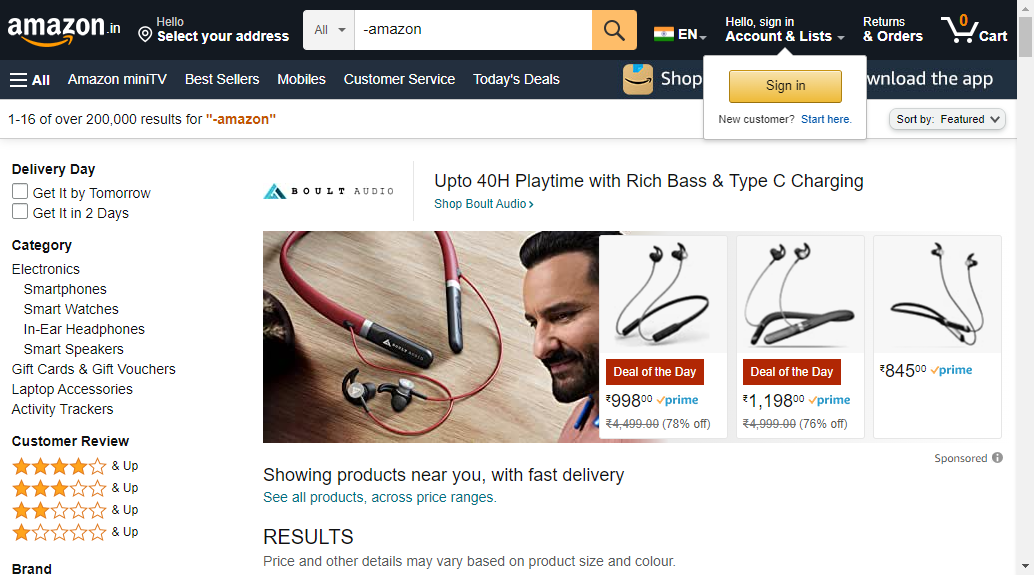 amazon.in
Hello
Select your address
All
-amazon
EN
Hello, sign in
Account & Lists
Returns
& Orders
0
Cart
All
Amazon miniTV
Best Sellers
Mobiles
Customer Service
Today's Deals
Shop
wnload the app
Sign in
New customer? Start here.
1-16 of over 200,000 results for "-amazon"
Sort by: Featured
Delivery Day
Get It by Tomorrow
Get It in 2 Days
Category
Electronics
Smartphones
Smart Watches
In-Ear Headphones
Smart Speakers
Gift Cards & Gift Vouchers
Laptop Accessories
Activity Trackers
Customer Review
& Up
& Up
& Up
& Up
Brand
BOULT AUDIO
Upto 40H Playtime with Rich Bass & Type C Charging
Shop Boult Audio ›
BOULT AUDIO
Deal of the Day
₹99800 prime
₹4,499.00 (78% off)
Deal of the Day
₹1,19800 prime
₹4,999.00 (76% off)
₹84500 prime
Sponsored
Showing products near you, with fast delivery
See all products, across price ranges.
RESULTS
Price and other details may vary based on product size and colour.